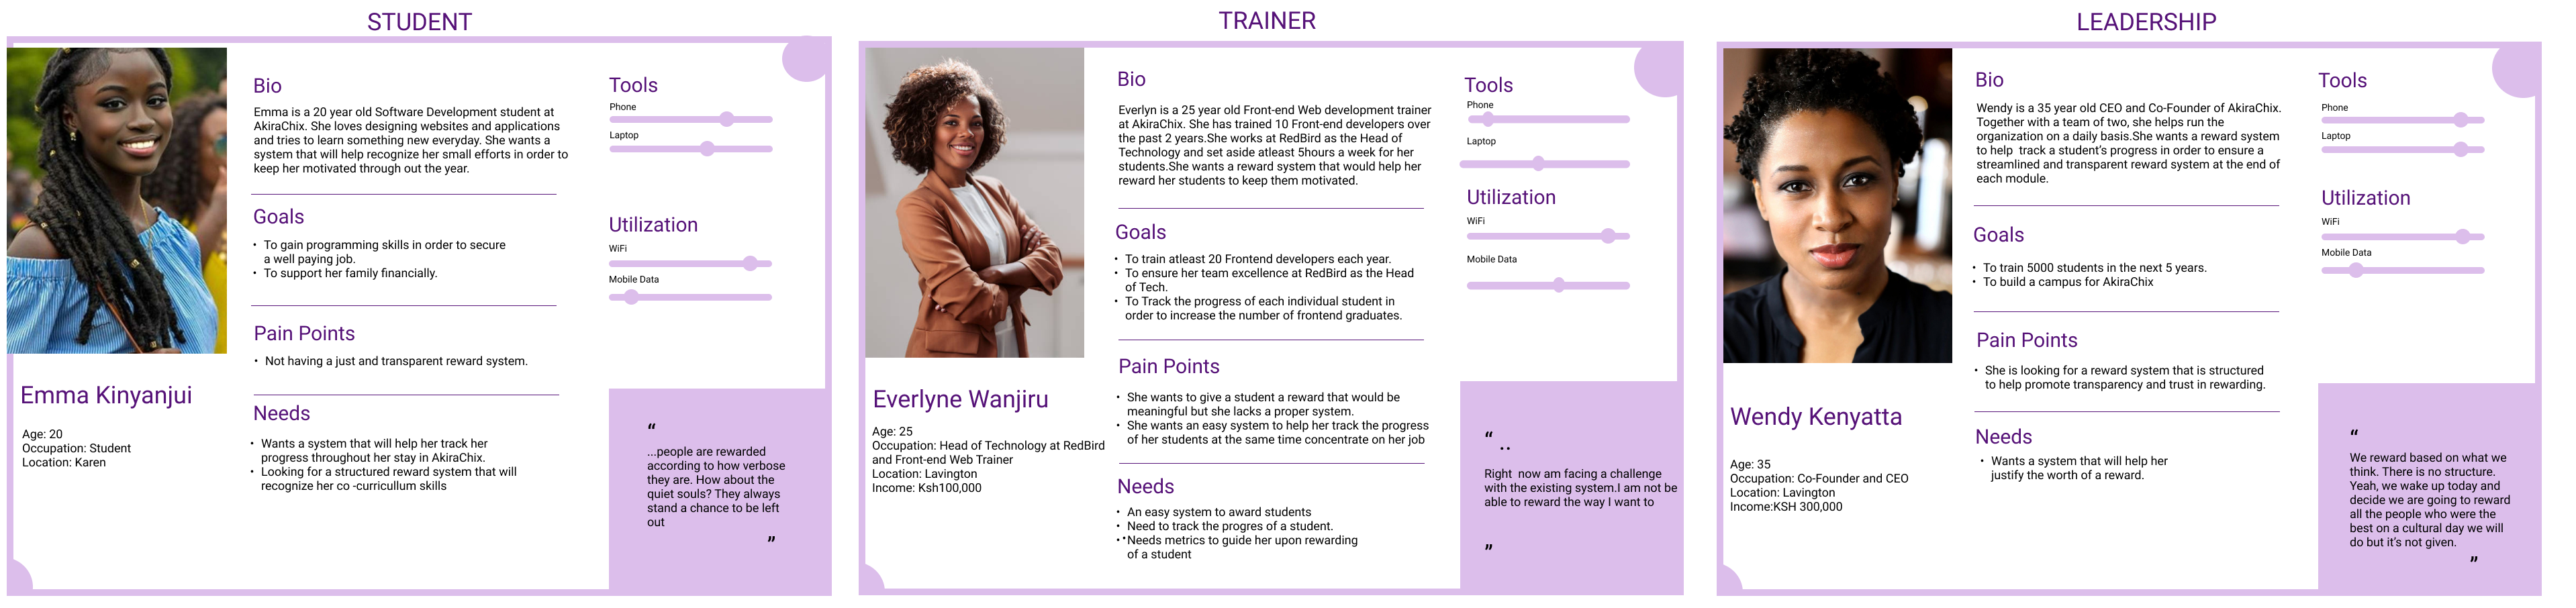 STUDENT
Bio
Emma is a 20 year old Software Development student at
AkiraChix. She loves designing websites and applications
and tries to learn something new everyday. She wants a
system that will help recognize her small efforts in order to
keep her motivated through out the year.
Goals
• To gain programming skills in order to secure
a well paying job.
• To support her family financially.
Pain Points
• Not having a just and transparent reward system.
Needs
• Wants a system that will help her track her
progress throughout her stay in AkiraChix.
• Looking for a structured reward system that will
recognize her co -curricullum skills
Emma Kinyanjui
Age: 20
Occupation: Student
Location: Karen
Tools
Phone
Laptop
Utilization
WiFi
Mobile Data
“
...people are rewarded
according to how verbose
they are. How about the
quiet souls? They always
stand a chance to be left
out
”
TRAINER
Bio
Everlyn is a 25 year old Front-end Web development trainer
at AkiraChix. She has trained 10 Front-end developers over
the past 2 years.She works at RedBird as the Head of
Technology and set aside atleast 5hours a week for her
students.She wants a reward system that would help her
reward her students to keep them motivated.
Goals
• To train atleast 20 Frontend developers each year.
• To ensure her team excellence at RedBird as the Head
of Tech.
• To Track the progress of each individual student in
order to increase the number of frontend graduates.
Pain Points
• She wants to give a student a reward that would be
meaningful but she lacks a proper system.
• She wants an easy system to help her track the progress
of her students at the same time concentrate on her job
Needs
• An easy system to award students
• Need to track the progres of a student.
• •Needs metrics to guide her upon rewarding
of a student
Everlyne Wanjiru
Age: 25
Occupation: Head of Technology at RedBird
and Front-end Web Trainer
Location: Lavington
Income: Ksh100,000
Tools
Phone
Laptop
Utilization
WiFi
Mobile Data
“ ..
Right  now am facing a challenge
with the existing system.I am not be
able to reward the way I want to
”
LEADERSHIP
Bio
Wendy is a 35 year old CEO and Co-Founder of AkiraChix.
Together with a team of two, she helps run the
organization on a daily basis.She wants a reward system
to help  track a student’s progress in order to ensure a
streamlined and transparent reward system at the end of
each module.
Goals
• To train 5000 students in the next 5 years.
• To build a campus for AkiraChix
Pain Points
• She is looking for a reward system that is structured
to help promote transparency and trust in rewarding.
Needs
• Wants a system that will help her
justify the worth of a reward.
Wendy Kenyatta
Age: 35
Occupation: Co-Founder and CEO
Location: Lavington
Income:KSH 300,000
Tools
Phone
Laptop
Utilization
WiFi
Mobile Data
“
We reward based on what we
think. There is no structure.
Yeah, we wake up today and
decide we are going to reward
all the people who were the
best on a cultural day we will
do but it’s not given.
”